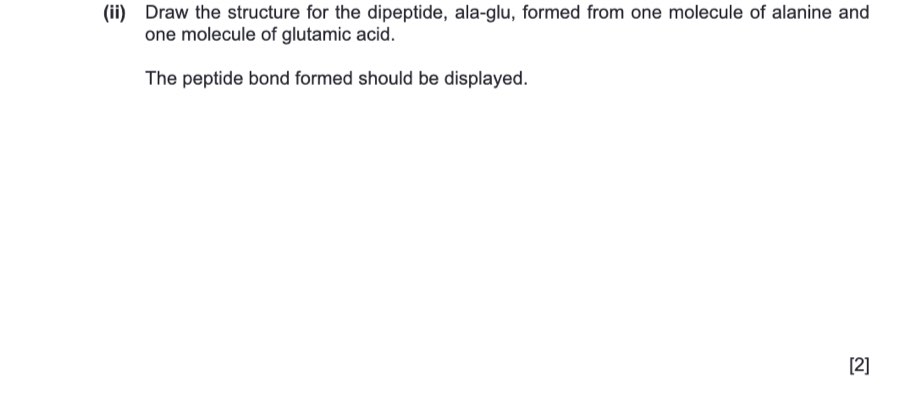 (ii) Draw the structure for the dipeptide, ala-glu, formed from one molecule of alanine and
one molecule of glutamic acid.
The peptide bond formed should be displayed.
[2]